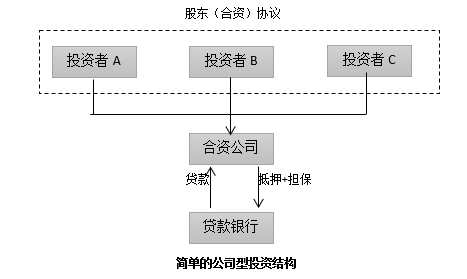 股东（合资）协议
投资者 A
投资者 B
投资者 C
合资公司
贷款
抵押+担保
贷款银行
简单的公司型投资结构